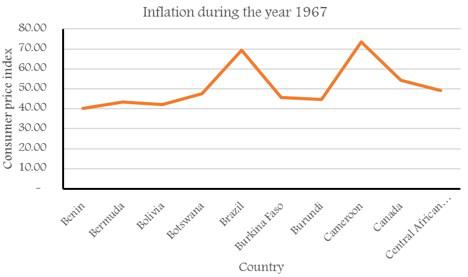 Inflation during the year 1967
Consumer price index
80.00
70.00
60.00
50.00
40.00
30.00
20.00
10.00
-
Benin
Bermuda
Bolivia
Botswana
Brazil
Burkina Faso
Burundi
Cameroon
Canada
Central African...
Country